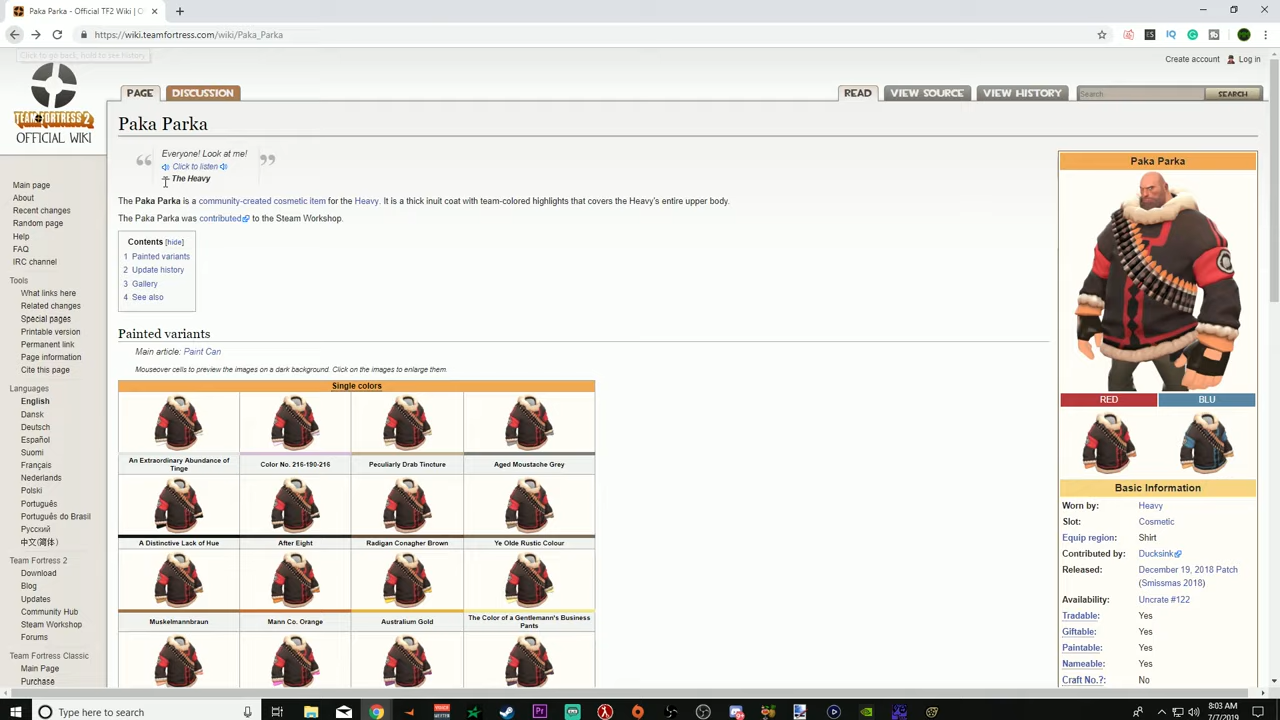 Paka Parka - Official TF2 Wiki | O
https://wiki.teamfortress.com/wiki/Paka_Parka
Click to go back, hold to see history
Create account
Log in
TEAM FORTRESS 2
OFFICIAL WIKI
PAGE
DISCUSSION
READ
VIEW SOURCE
VIEW HISTORY
Search
SEARCH
Main page
About
Recent changes
Random page
Help
FAQ
IRC channel
Tools
What links here
Related changes
Special pages
Printable version
Permanent link
Page information
Cite this page
Languages
English
Dansk
Deutsch
Español
Suomi
Français
Nederlands
Polski
Português
Português do Brasil
Русский
中文(简体)
Team Fortress 2
Download
Blog
Updates
Community Hub
Steam Workshop
Forums
Team Fortress Classic
Main Page
Purchase
Paka Parka
“ Everyone! Look at me! ”
Click to listen
— The Heavy
The Paka Parka is a community-created cosmetic item for the Heavy. It is a thick inuit coat with team-colored highlights that covers the Heavy's entire upper body.
The Paka Parka was contributed to the Steam Workshop.
Contents [hide]
1 Painted variants
2 Update history
3 Gallery
4 See also
Painted variants
Main article: Paint Can
Mouseover cells to preview the images on a dark background. Click on the images to enlarge them.
Single colors
An Extraordinary Abundance of
Tinge
Color No. 216-190-216
Peculiarly Drab Tincture
Aged Moustache Grey
A Distinctive Lack of Hue
After Eight
Radigan Conagher Brown
Ye Olde Rustic Colour
Muskelmannbraun
Mann Co. Orange
Australium Gold
The Color of a Gentlemann's Business
Pants
Paka Parka
RED
BLU
Basic Information
Worn by: Heavy
Slot: Cosmetic
Equip region: Shirt
Contributed by: Ducksink
Released: December 19, 2018 Patch
(Smissmas 2018)
Availability: Uncrate #122
Tradable: Yes
Giftable: Yes
Paintable: Yes
Nameable: Yes
Craft No.?: No
Type here to search
8:03 AM
7/7/2019